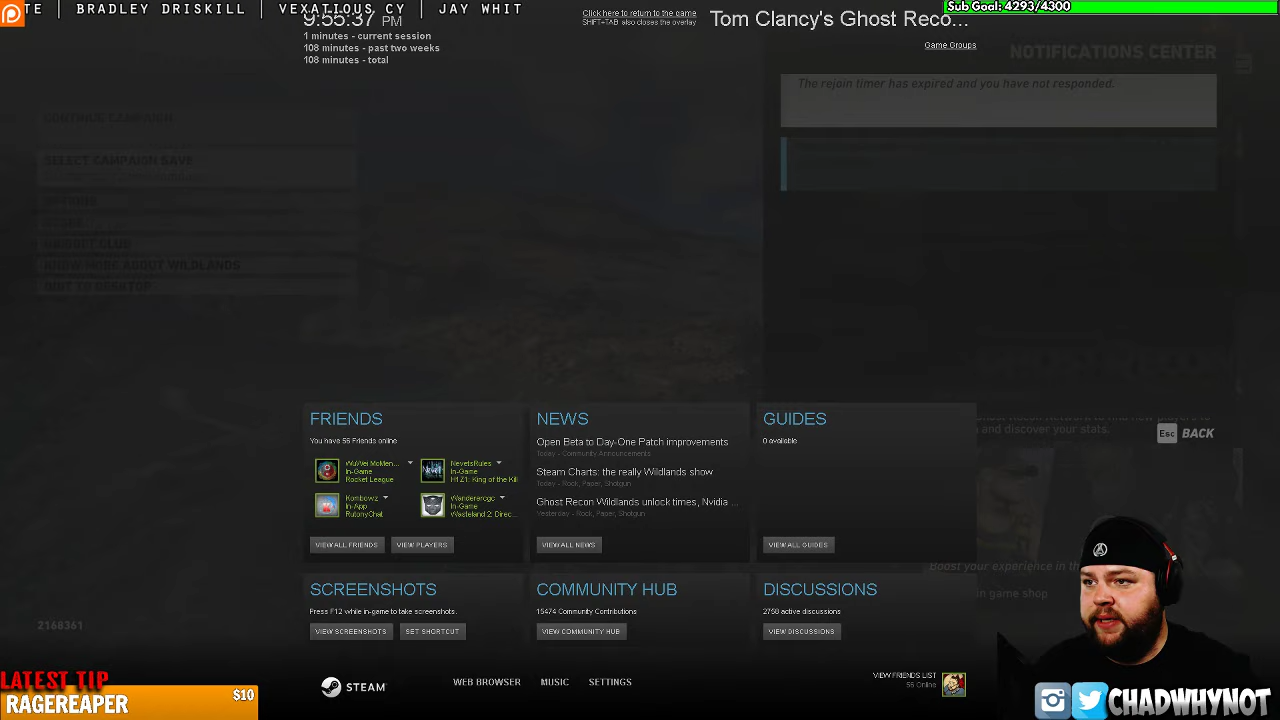 TE | BRADLEY DRISKILL | VEXATIOUS CY | JAY WHIT
Sub Goal: 4293/4300
9:55:37 PM
Click here to return to the game
SHIFT+TAB also closes the overlay
Tom Clancy's Ghost Reco...
1 minutes - current session
108 minutes - past two weeks
108 minutes - total
Game Groups
NOTIFICATIONS CENTER
The rejoin timer has expired and you have not responded.
CONTINUE CAMPAIGN
SELECT CAMPAIGN SAVE
KNOW MORE ABOUT WILDLANDS
QUIT TO DESKTOP
FRIENDS
You have 56 Friends online
WuWei MoMen...
In-Game
Rocket League
NevetsRules
In-Game
H1Z1: King of the Kill
Kombowz
In-App
RutonyChat
Wanderercgc
In-Game
Wasteland 2: Direc...
VIEW ALL FRIENDS
VIEW PLAYERS
NEWS
Open Beta to Day-One Patch improvements
Today - Community Announcements
Steam Charts: the really Wildlands show
Today - Rock, Paper, Shotgun
Ghost Recon Wildlands unlock times, Nvidia ...
Yesterday - Rock, Paper, Shotgun
VIEW ALL NEWS
GUIDES
0 available
VIEW ALL GUIDES
and discover your stats.
Esc BACK
Boost your experience in the
in game shop
SCREENSHOTS
Press F12 while in-game to take screenshots.
VIEW SCREENSHOTS
SET SHORTCUT
COMMUNITY HUB
15474 Community Contributions
VIEW COMMUNITY HUB
DISCUSSIONS
2758 active discussions
VIEW DISCUSSIONS
2168361
STEAM
WEB BROWSER
MUSIC
SETTINGS
VIEW FRIENDS LIST
56 Online
LATEST TIP
RAGEREAPER
$10
CHADWHYNOT